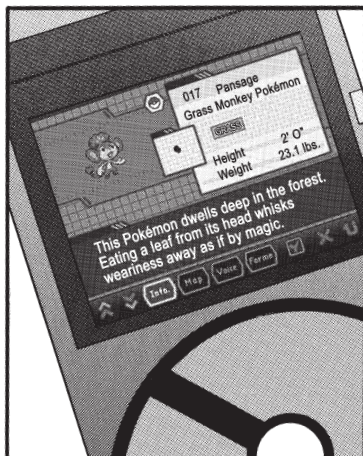 017 Pansage
Grass Monkey Pokémon
GRASS
Height 2' 0"
Weight 23.1 lbs.
This Pokémon dwells deep in the forest.
Eating a leaf from its head whisks
weariness away as if by magic.
Info. Map Voice Forme